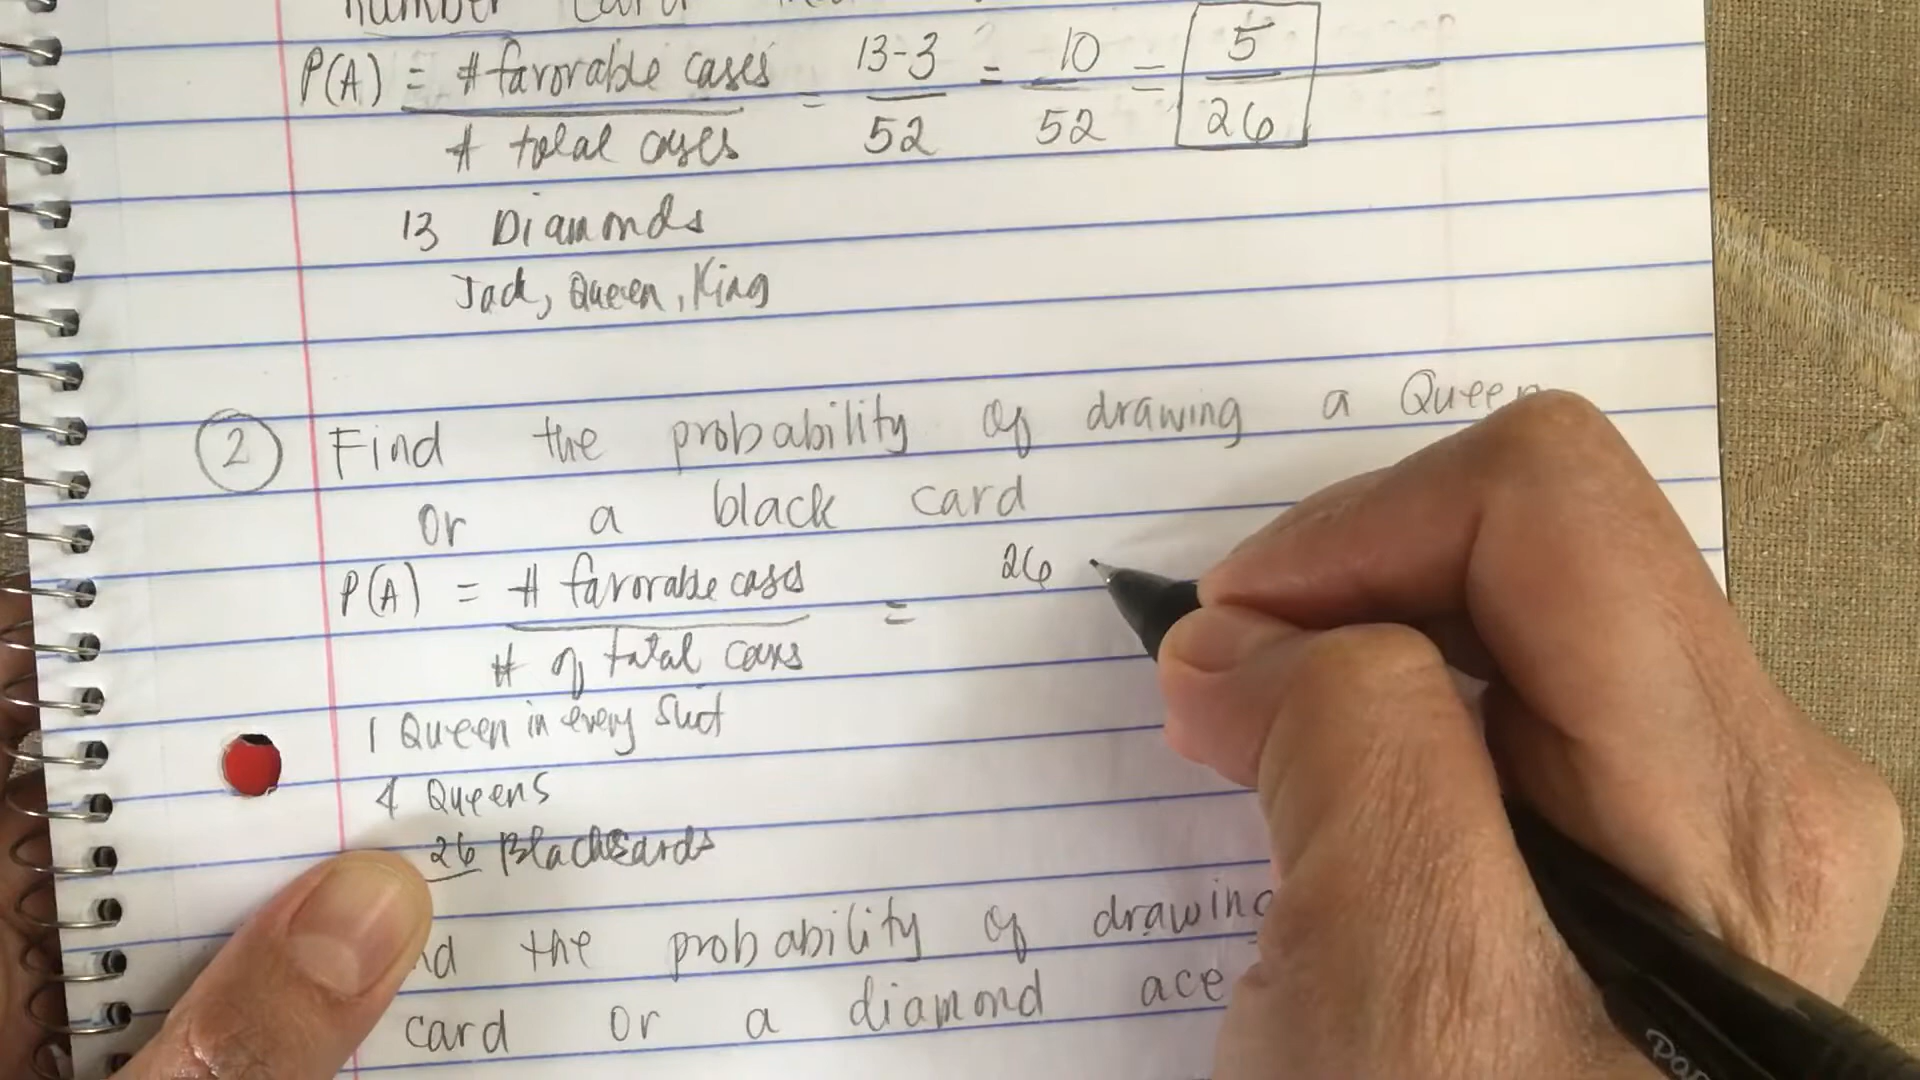 number card
P(A) = # favorable cases / # total cases = 13-3 / 52 = 10 / 52 = 5 / 26
13 Diamonds
Jack, Queen, King
2 Find the probability of drawing a Queen
or a black card
P(A) = # favorable cases / # of total cases = 26
1 Queen in every suit
4 Queens
26 Black cards
the probability of drawing
card or a diamond ace